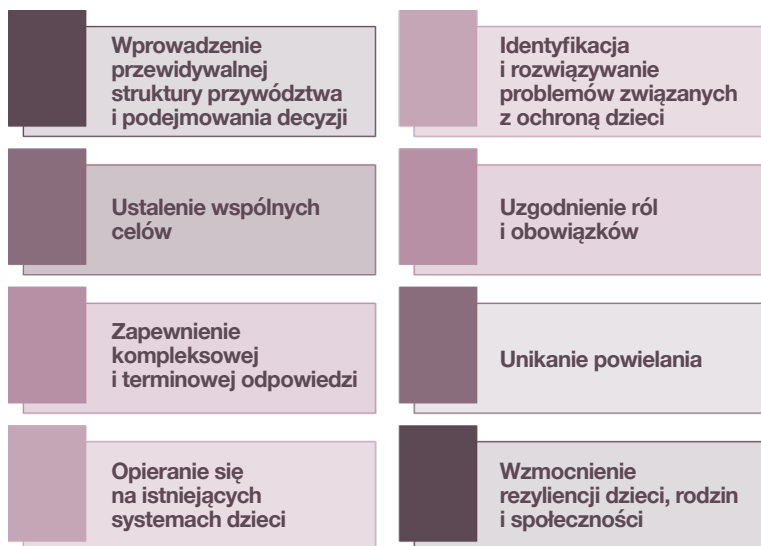 Wprowadzenie
przewidywalnej
struktury przywództwa
i podejmowania decyzji
Identyfikacja
i rozwiązywanie
problemów związanych
z ochroną dzieci
Ustalenie wspólnych
celów
Uzgodnienie ról
i obowiązków
Zapewnienie
kompleksowej
i terminowej odpowiedzi
Unikanie powielania
Opieranie się
na istniejących
systemach dzieci
Wzmocnienie
rezyliencji dzieci, rodzin
i społeczności